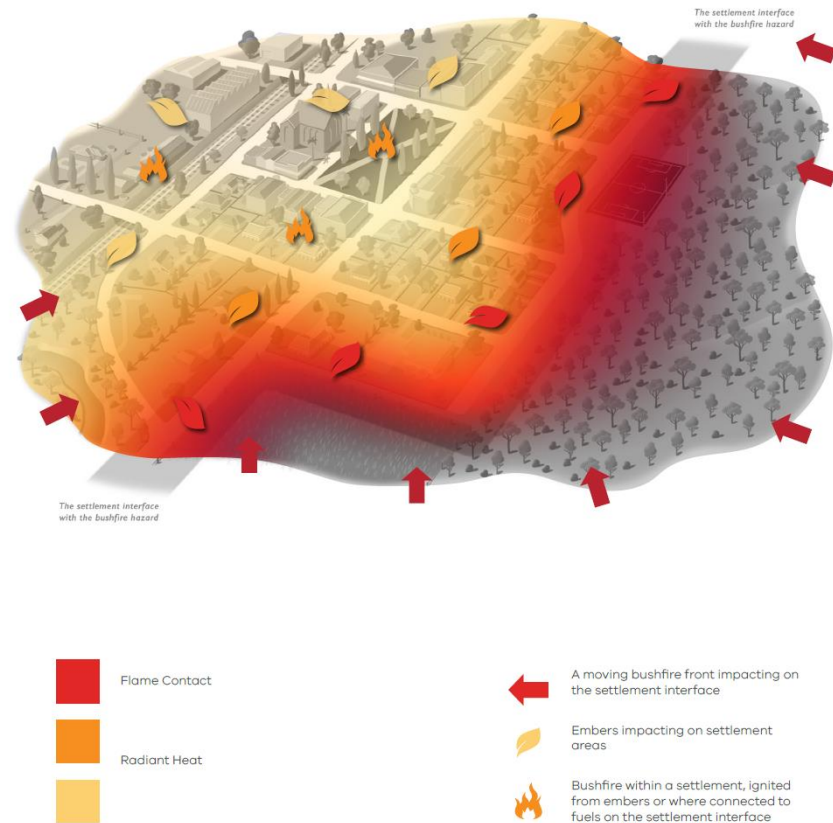 The settlement interface
with the bushfire hazard
The settlement interface
with the bushfire hazard
Flame Contact
Radiant Heat
A moving bushfire front impacting on
the settlement interface
Embers impacting on settlement
areas
Bushfire within a settlement, ignited
from embers or where connected to
fuels on the settlement interface